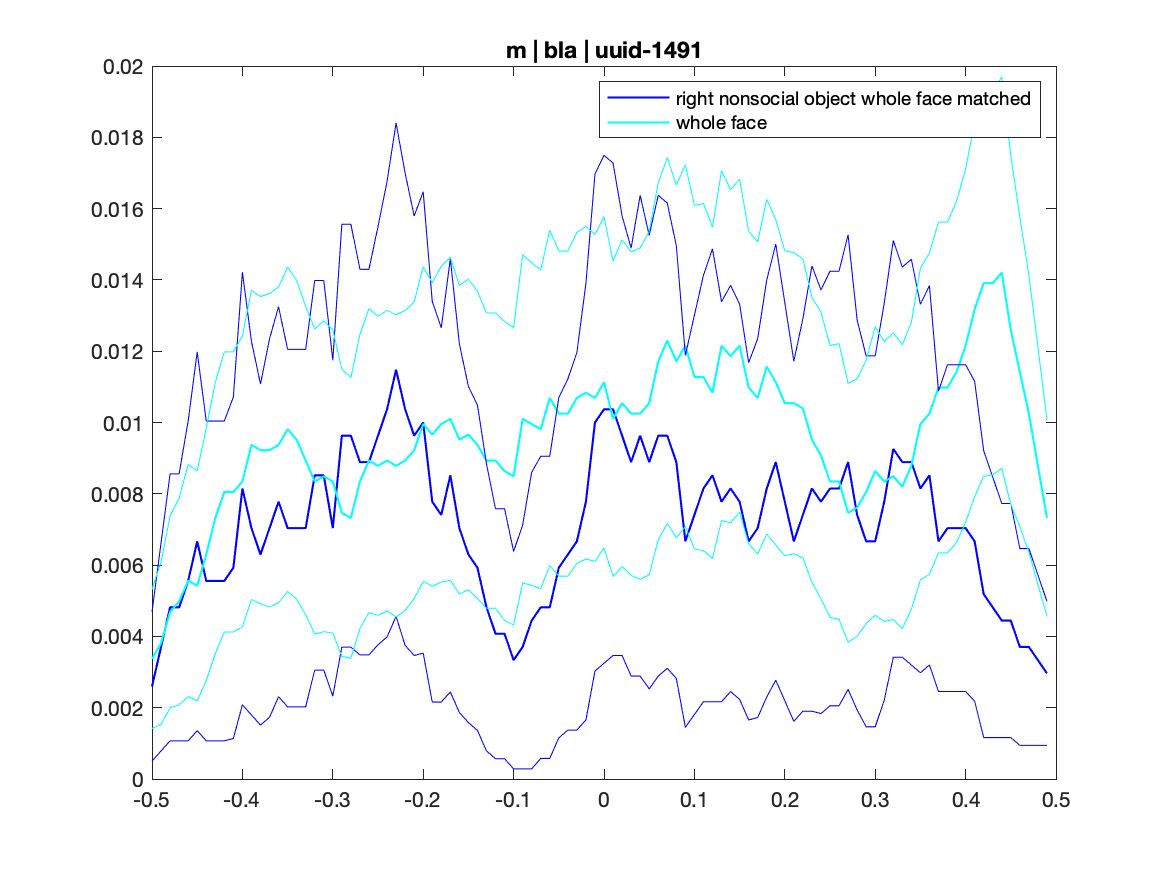 m | bla | uuid-1491
0.02
0.018
0.016
0.014
0.012
0.01
0.008
0.006
0.004
0.002
0
right nonsocial object whole face matched
whole face
-0.5 -0.4 -0.3 -0.2 -0.1 0 0.1 0.2 0.3 0.4 0.5